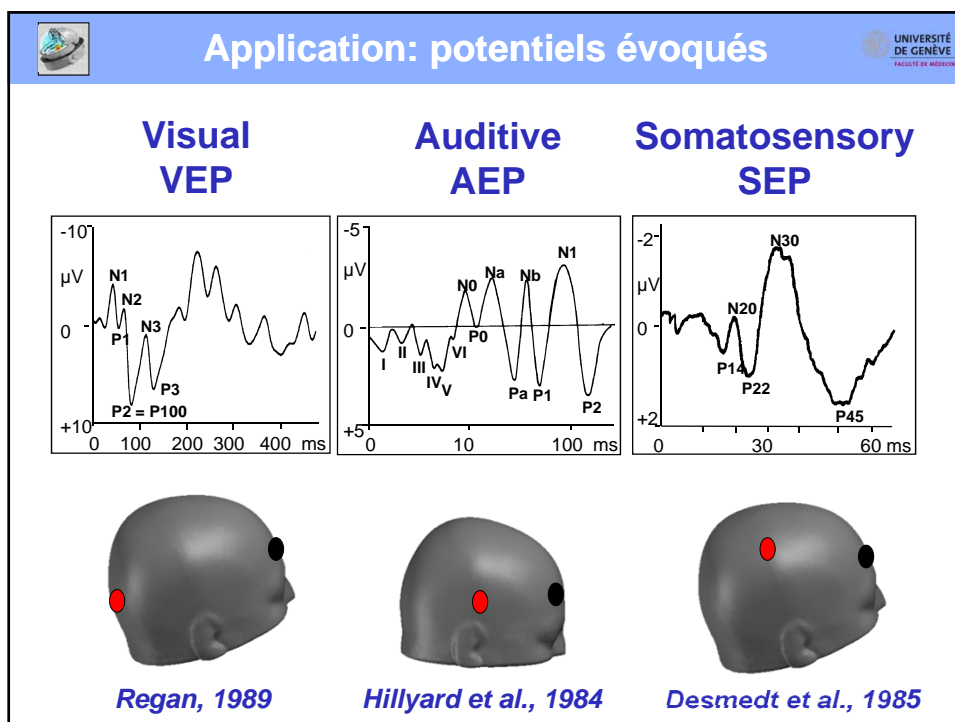 Application: potentiels évoqués
UNIVERSITÉ
DE GENÈVE
FACULTÉ DE MÉDECINE
Visual
VEP
Auditive
AEP
Somatosensory
SEP
-10
µV
0
+10
N1
N2
N3
P1
P3
P2 = P100
0 100 200 300 400 ms
-5
µV
0
+5
N0
Na
Nb
N1
I
II
III
IV
V
VI
P0
Pa
P1
P2
0 10 100 ms
-2
µV
0
+2
N30
N20
P14
P22
P45
0 30 60 ms
Regan, 1989
Hillyard et al., 1984
Desmedt et al., 1985